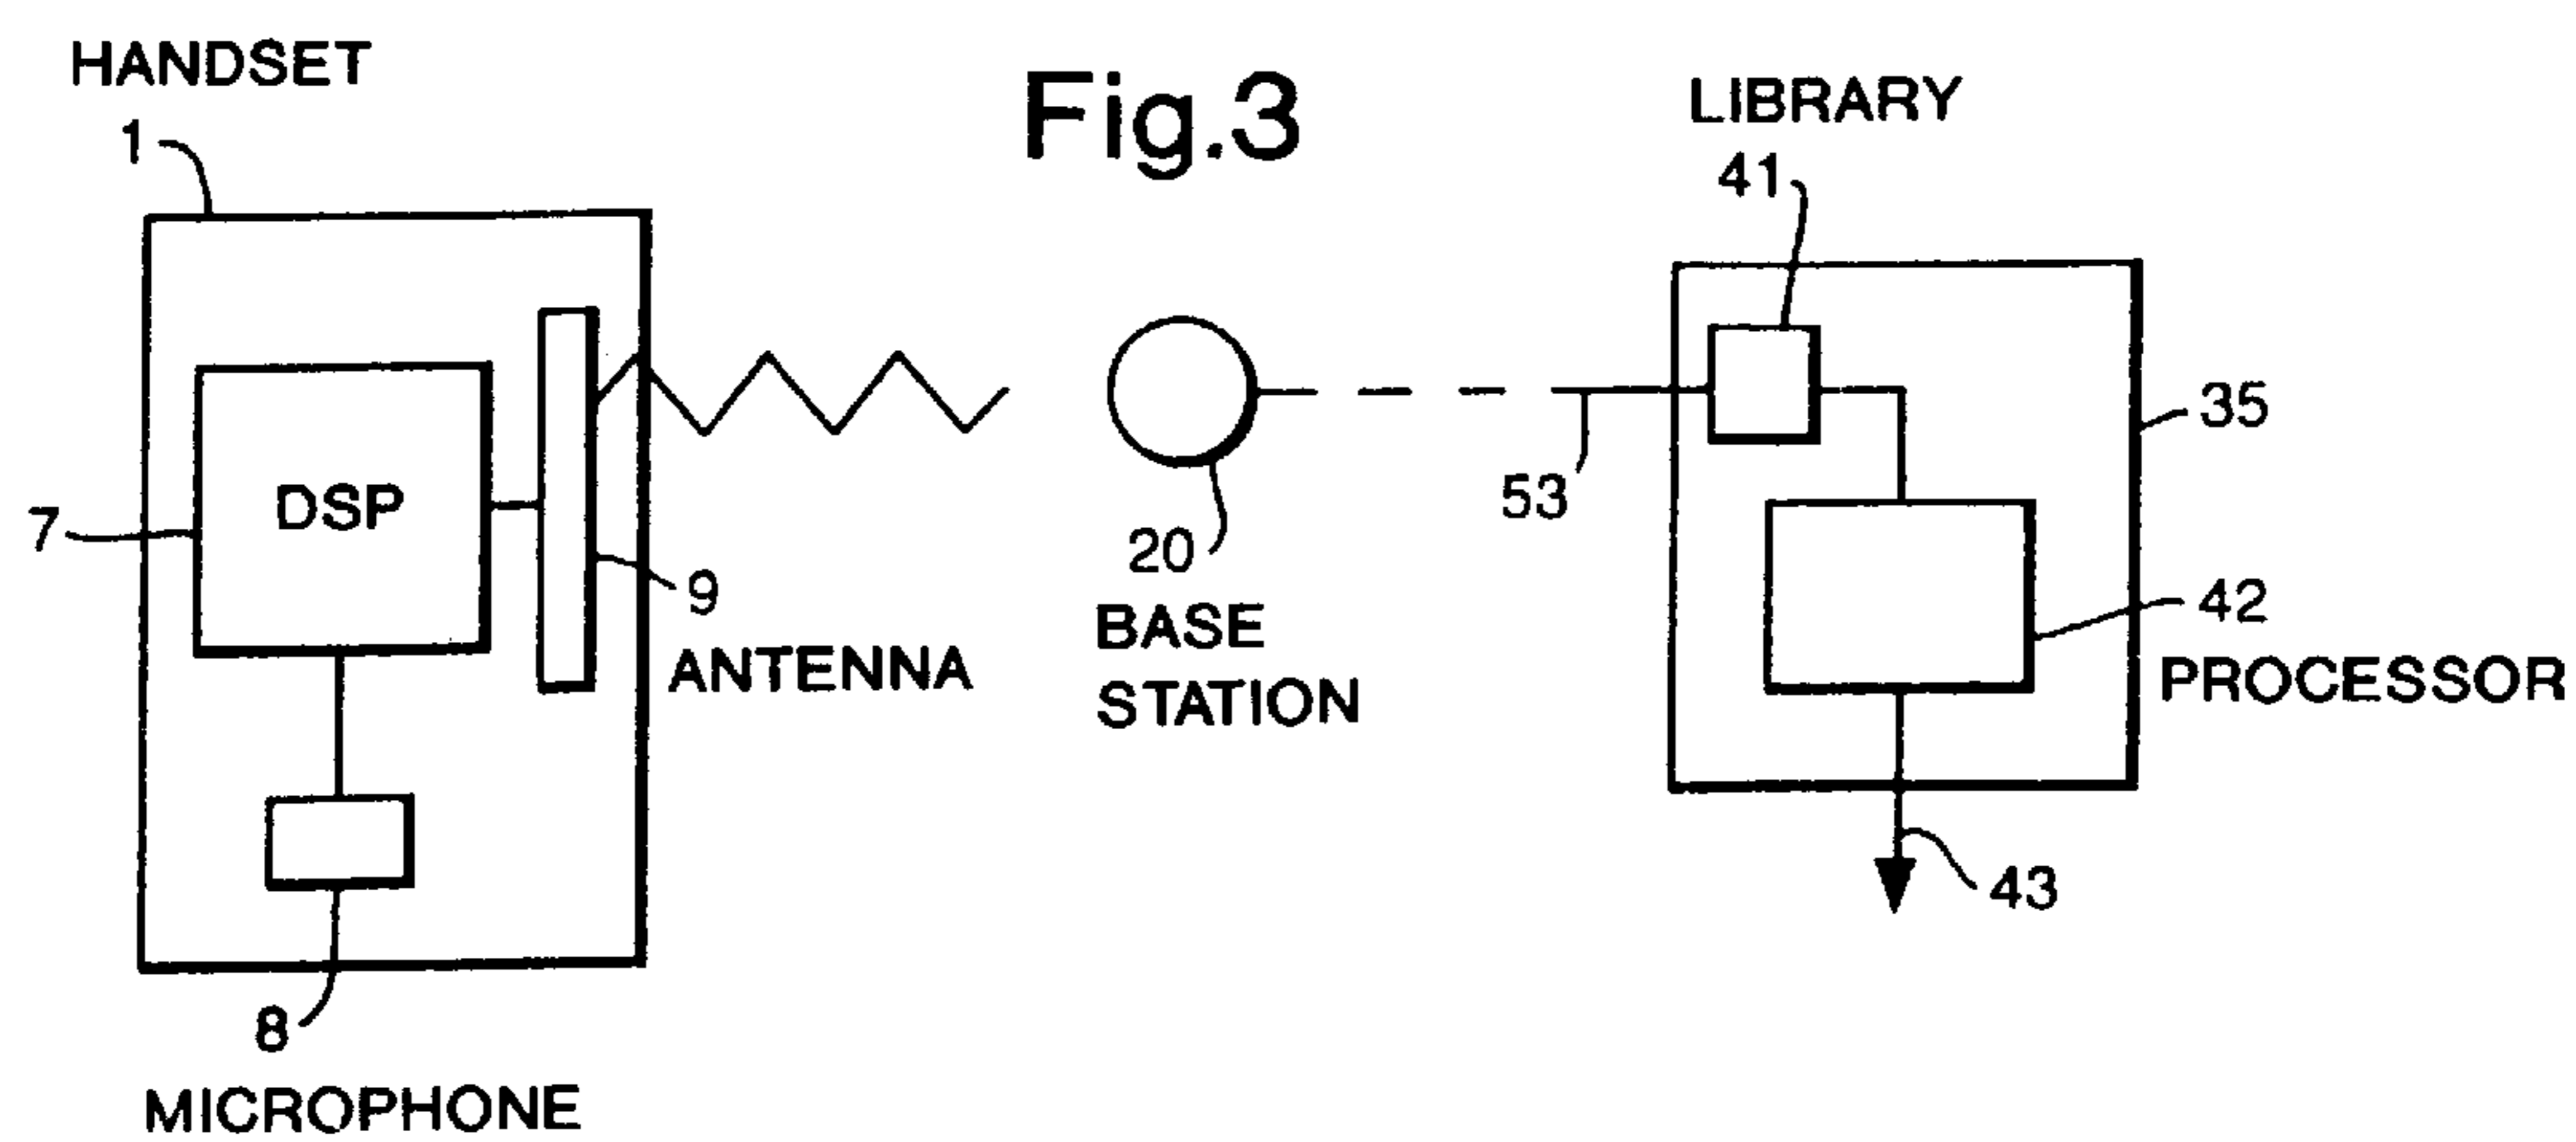 HANDSET
1
Fig.3
LIBRARY
41
35
7
DSP
53
20
9
ANTENNA
BASE
STATION
42
PROCESSOR
43
8
MICROPHONE